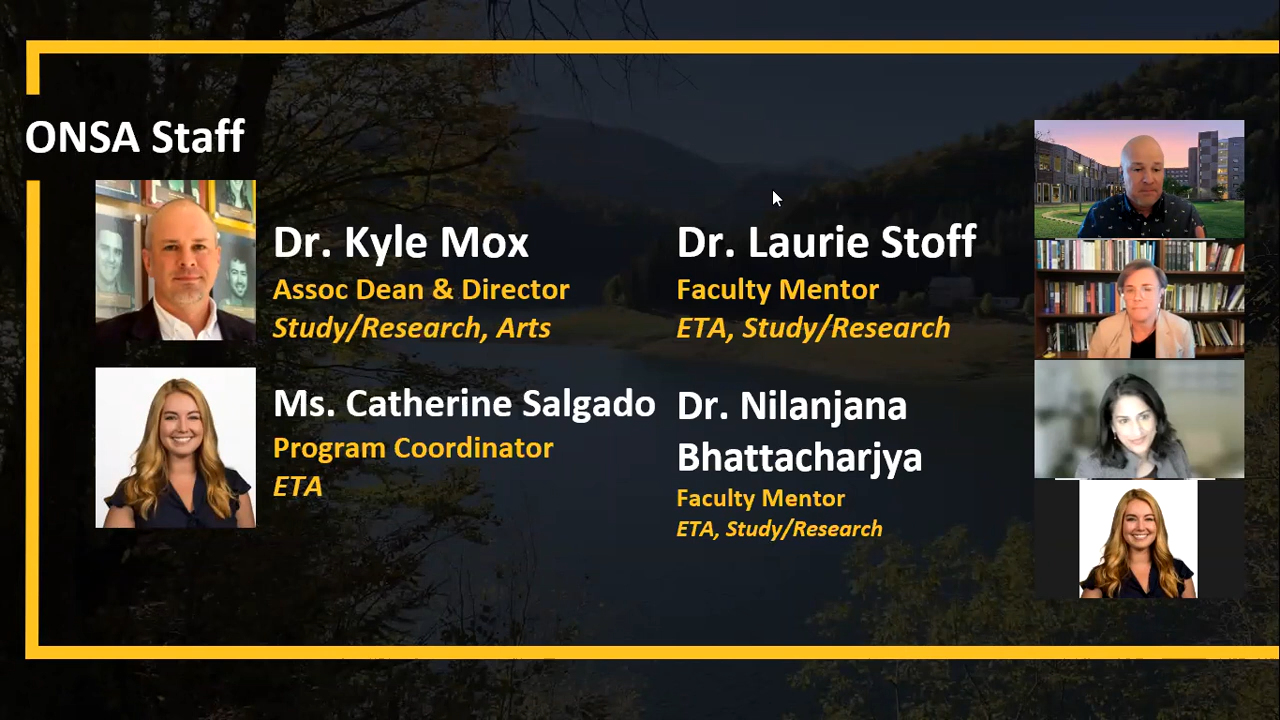 ONSA Staff
Dr. Kyle Mox
Assoc Dean & Director
Study/Research, Arts
Ms. Catherine Salgado
Program Coordinator
ETA
Dr. Laurie Stoff
Faculty Mentor
ETA, Study/Research
Dr. Nilanjana
Bhattacharjya
Faculty Mentor
ETA, Study/Research